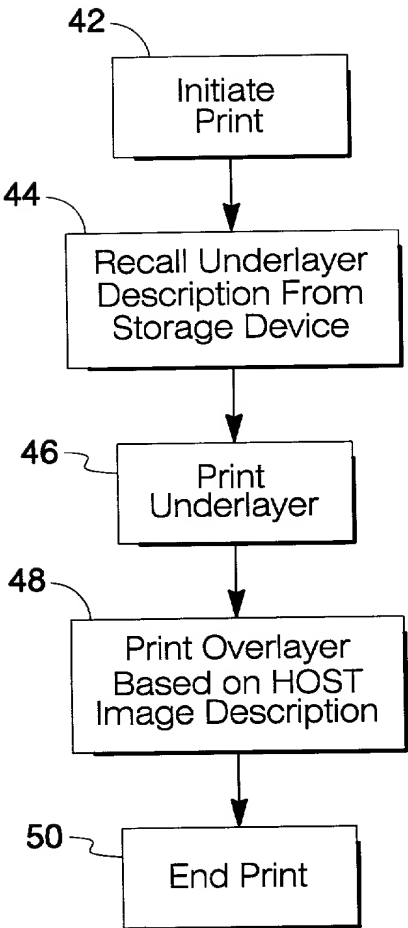 42
Initiate
Print
44
Recall Underlayer
Description From
Storage Device
46
Print
Underlayer
48
Print Overlayer
Based on HOST
Image Description
50
End Print